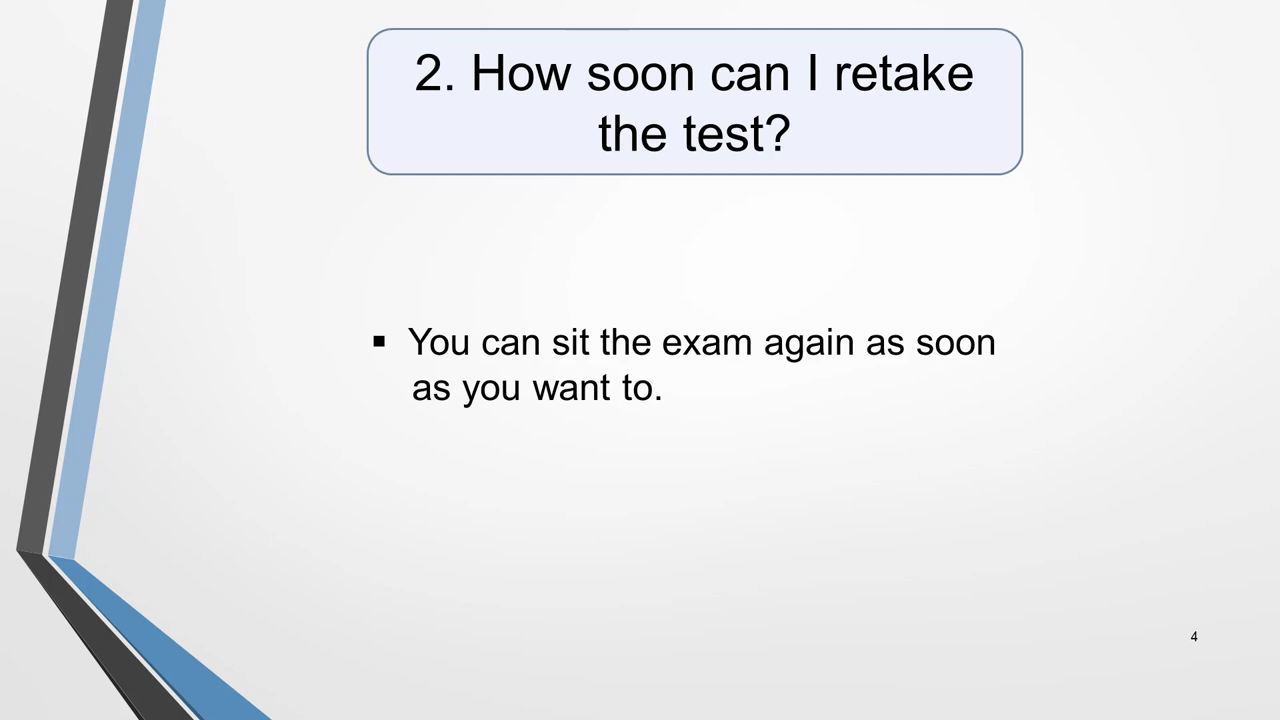 2. How soon can I retake
the test?
▪ You can sit the exam again as soon
as you want to.
4